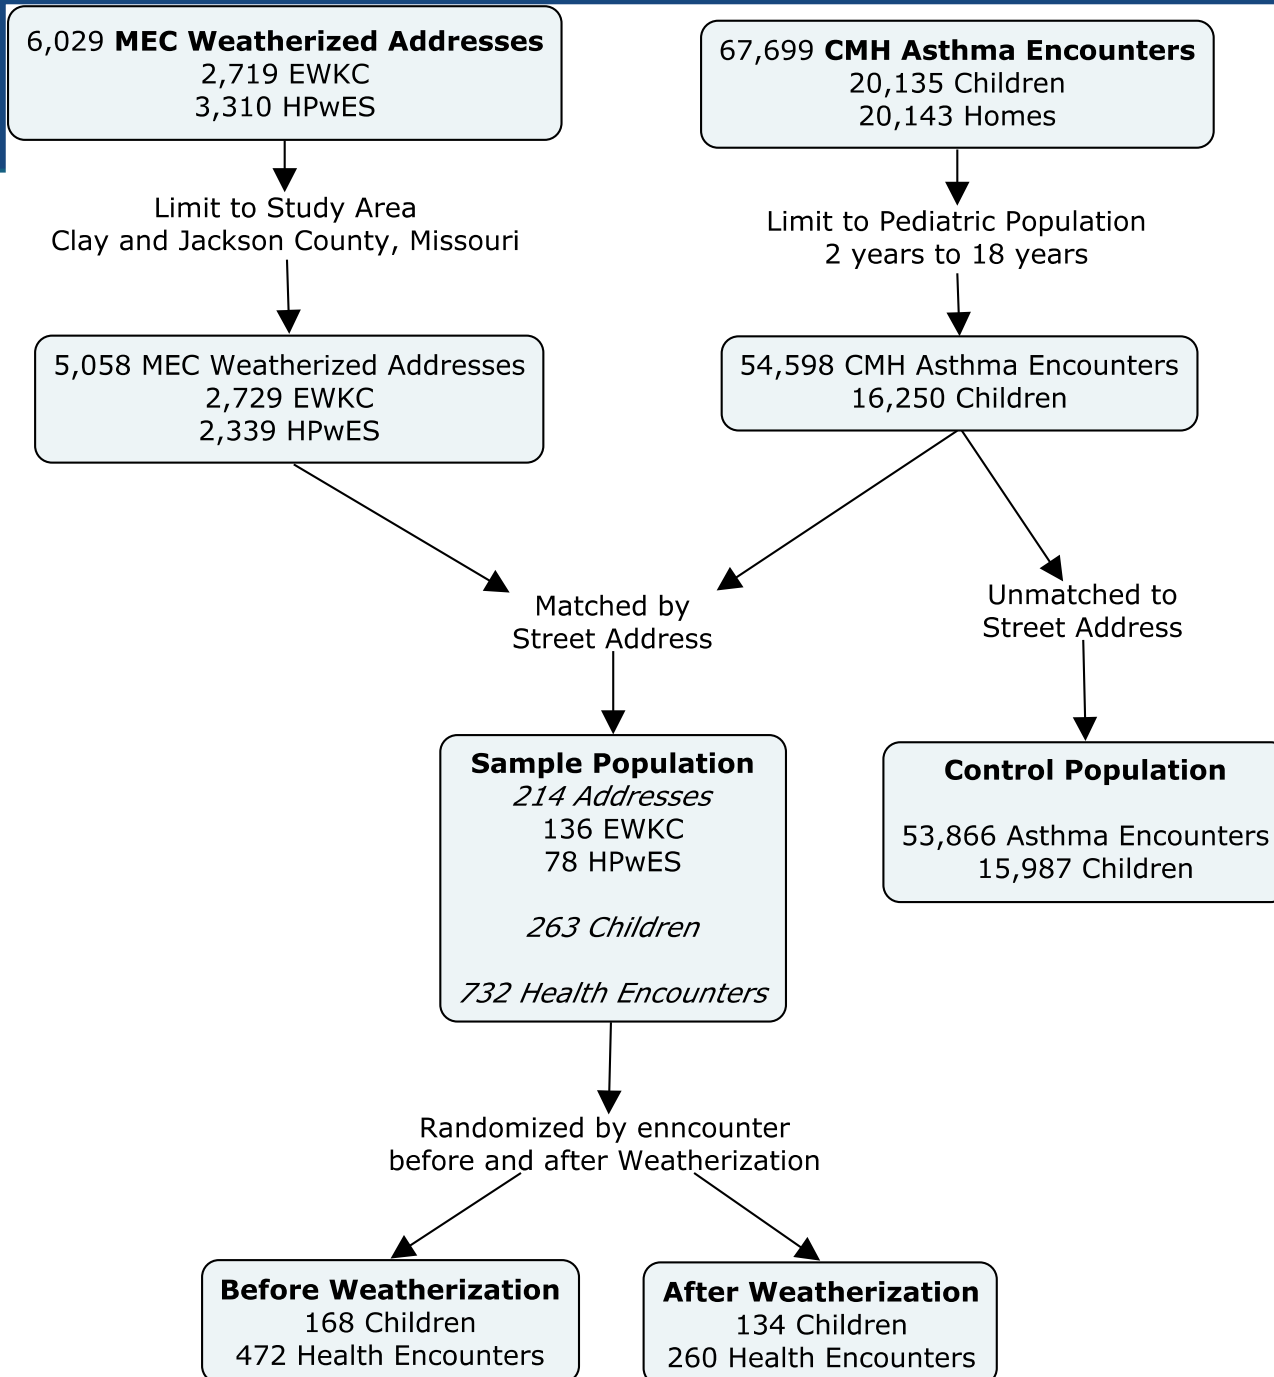 6,029 MEC Weatherized Addresses
2,719 EWKC
3,310 HPwES
67,699 CMH Asthma Encounters
20,135 Children
20,143 Homes
Limit to Study Area
Clay and Jackson County, Missouri
Limit to Pediatric Population
2 years to 18 years
5,058 MEC Weatherized Addresses
2,729 EWKC
2,339 HPwES
54,598 CMH Asthma Encounters
16,250 Children
Matched by
Street Address
Unmatched to
Street Address
Sample Population
214 Addresses
136 EWKC
78 HPwES
263 Children
732 Health Encounters
Control Population
53,866 Asthma Encounters
15,987 Children
Randomized by enncounter
before and after Weatherization
Before Weatherization
168 Children
472 Health Encounters
After Weatherization
134 Children
260 Health Encounters